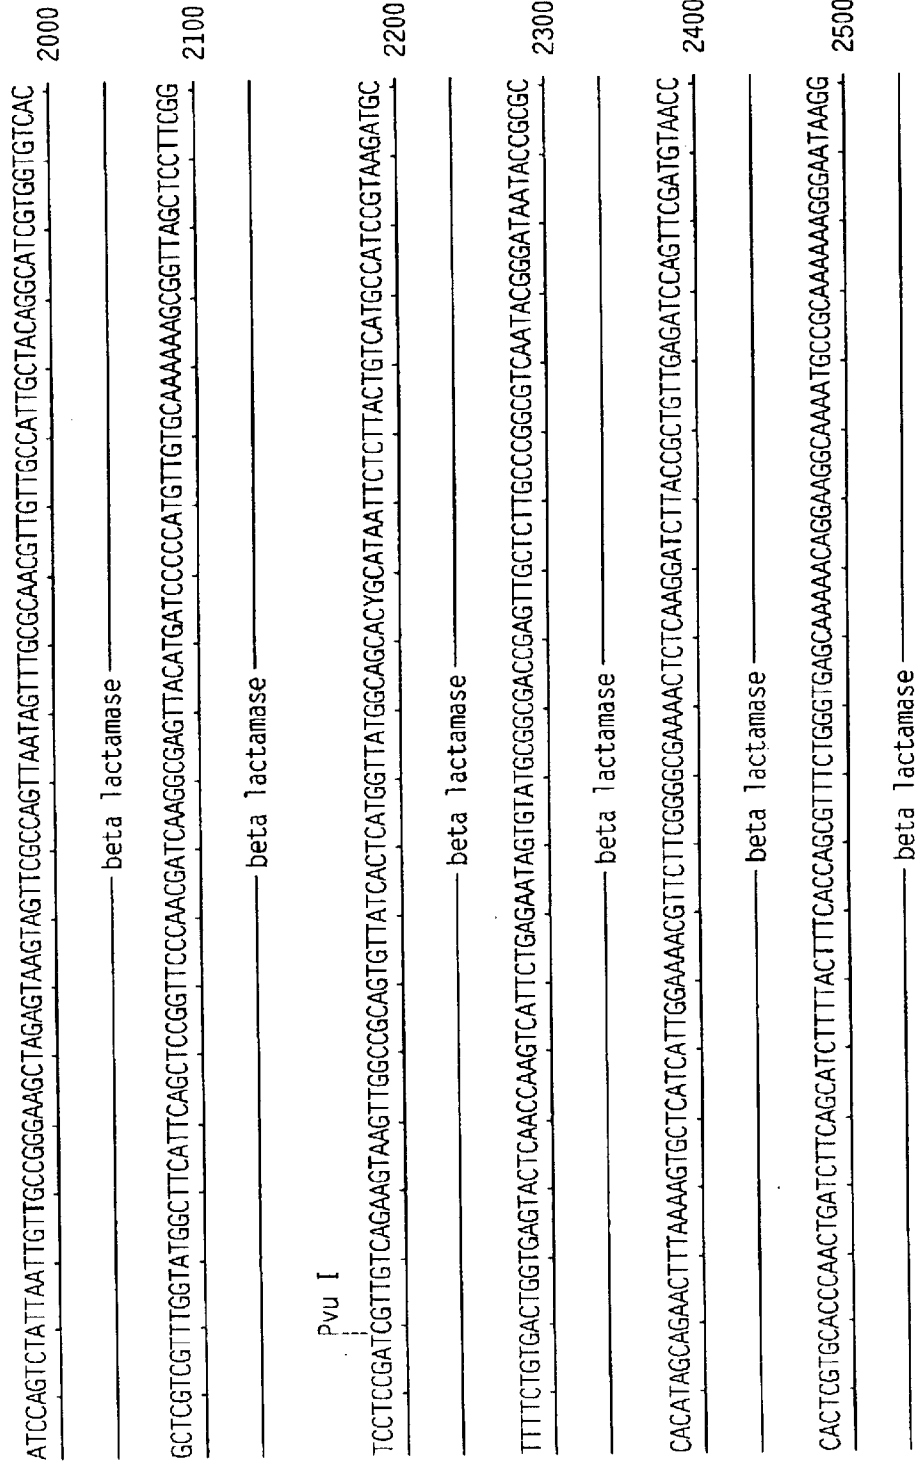 ATCCAGTCTATTAATTGTTGCCGGGAAGCTAGAGTAAGTAGTTCGCCAGTTAATAGTTTGCGCAACGTTGTTGCCATTGCTACAGGCATCGTGGTGTCAC 2000
beta lactamase
GCTCGTCGTTTGGTATGGCTTCATTCAGCTCCGGTTCCCAACGATCAAGGCGAGTTACATGATCCCCCATGTTGTGCAAAAAAGCGGTTAGCTCCTTCGG 2100
beta lactamase
Pvu I
TCCTCCGATCGTTGTCAGAAGTAAGTTGGCCGCAGTGTTATCACTCATGGTTATGGCAGCACYGCATAATTCTCTTACTGTCATGCCATCCGTAAGATGC 2200
beta lactamase
TTTTCTGTGACTGGTGAGTACTCAACCAAGTCATTCTGAGAATAGTGTATGCGGCGACCGAGTTGCTCTTGCCCGGCGTCAATACGGGATAATACCGCGC 2300
beta lactamase
CACATAGCAGAACTTTAAAAGTGCTCATCATTGGAAAACGTTCTTCGGGGCGAAAACTCTCAAGGATCTTACCGCTGTTGAGATCCAGTTCGATGTAACC 2400
beta lactamase
CACTCGTGCACCCAACTGATCTTCAGCATCTTTTACTTTCACCAGCGTTTCTGGGTGAGCAAAAACAGGAAGGCAAAATGCCGCAAAAAAGGGAATAAGG 2500
beta lactamase